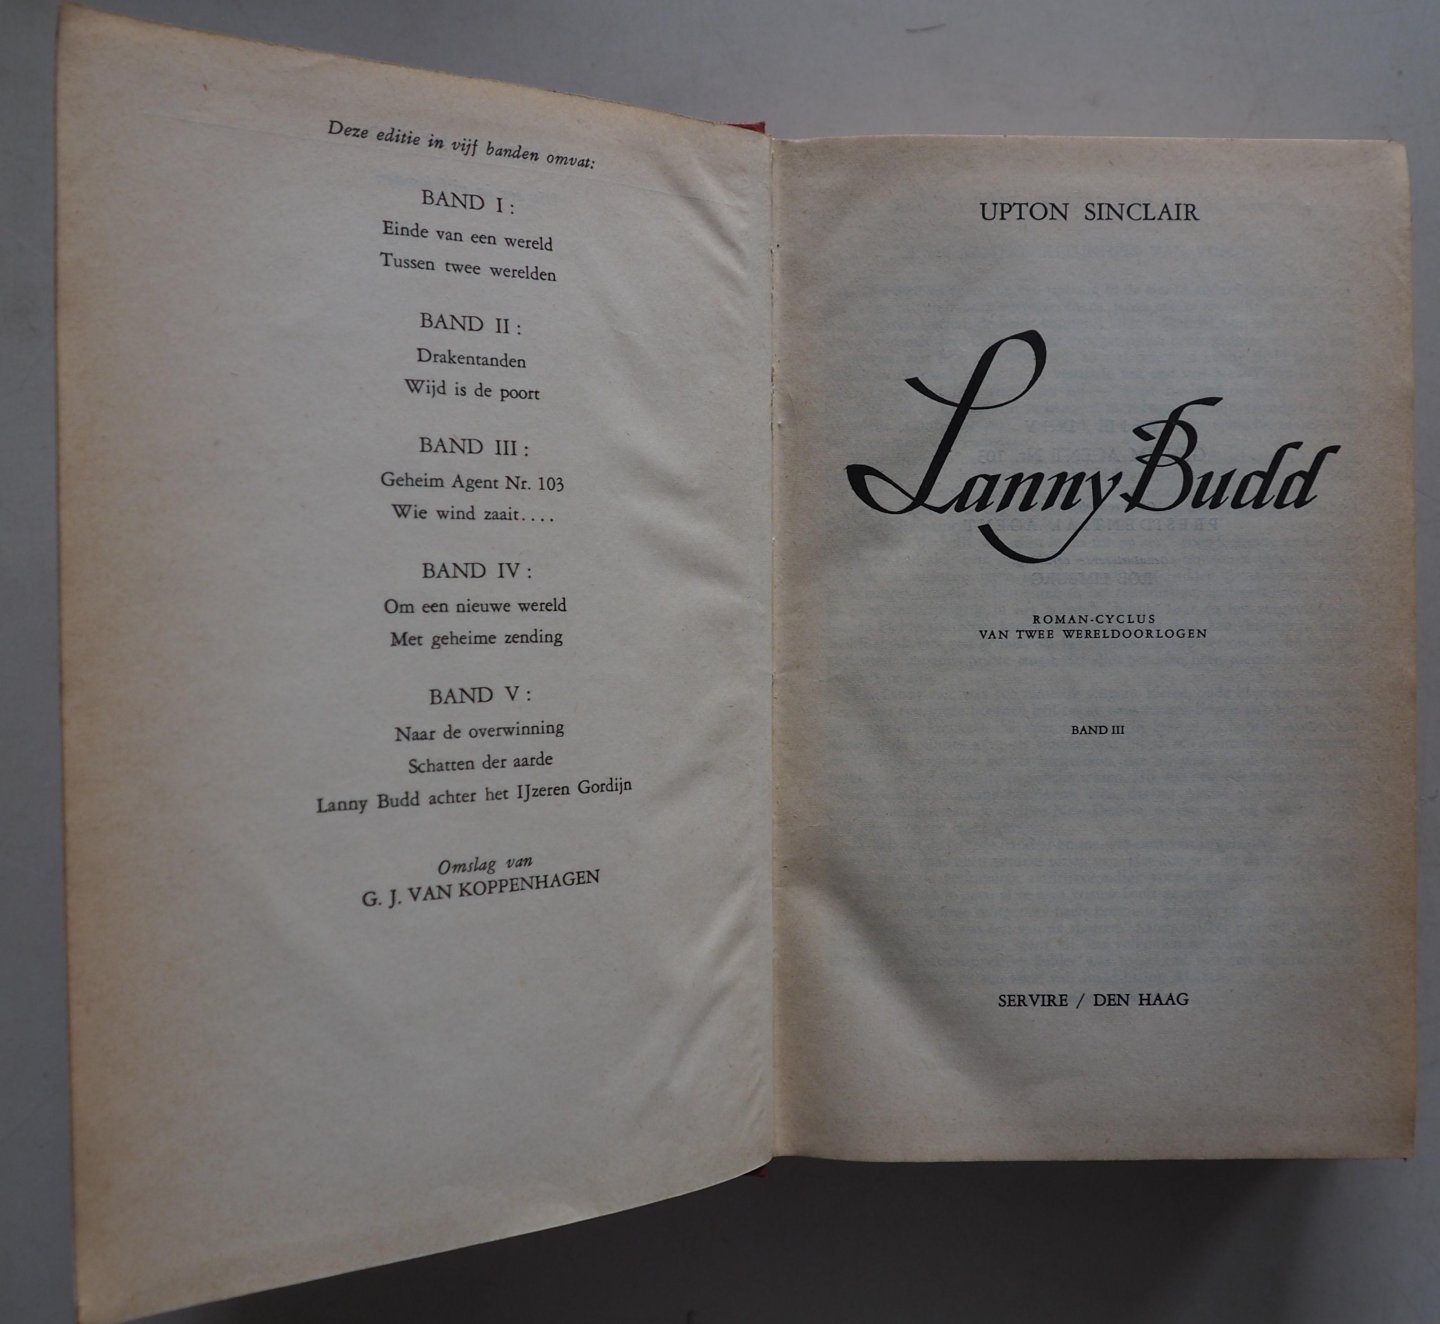 Deze editie in vijf banden omvat:
BAND I :
Einde van een wereld
Tussen twee werelden
BAND II :
Drakentanden
Wijd is de poort
BAND III :
Geheim Agent Nr. 103
Wie wind zaait....
BAND IV :
Om een nieuwe wereld
Met geheime zending
BAND V :
Naar de overwinning
Schatten der aarde
Lanny Budd achter het IJzeren Gordijn
Omslag van
G. J. VAN KOPPENHAGEN
UPTON SINCLAIR
Lanny Budd
ROMAN-CYCLUS
VAN TWEE WERELDOORLOGEN
BAND III
SERVIRE / DEN HAAG